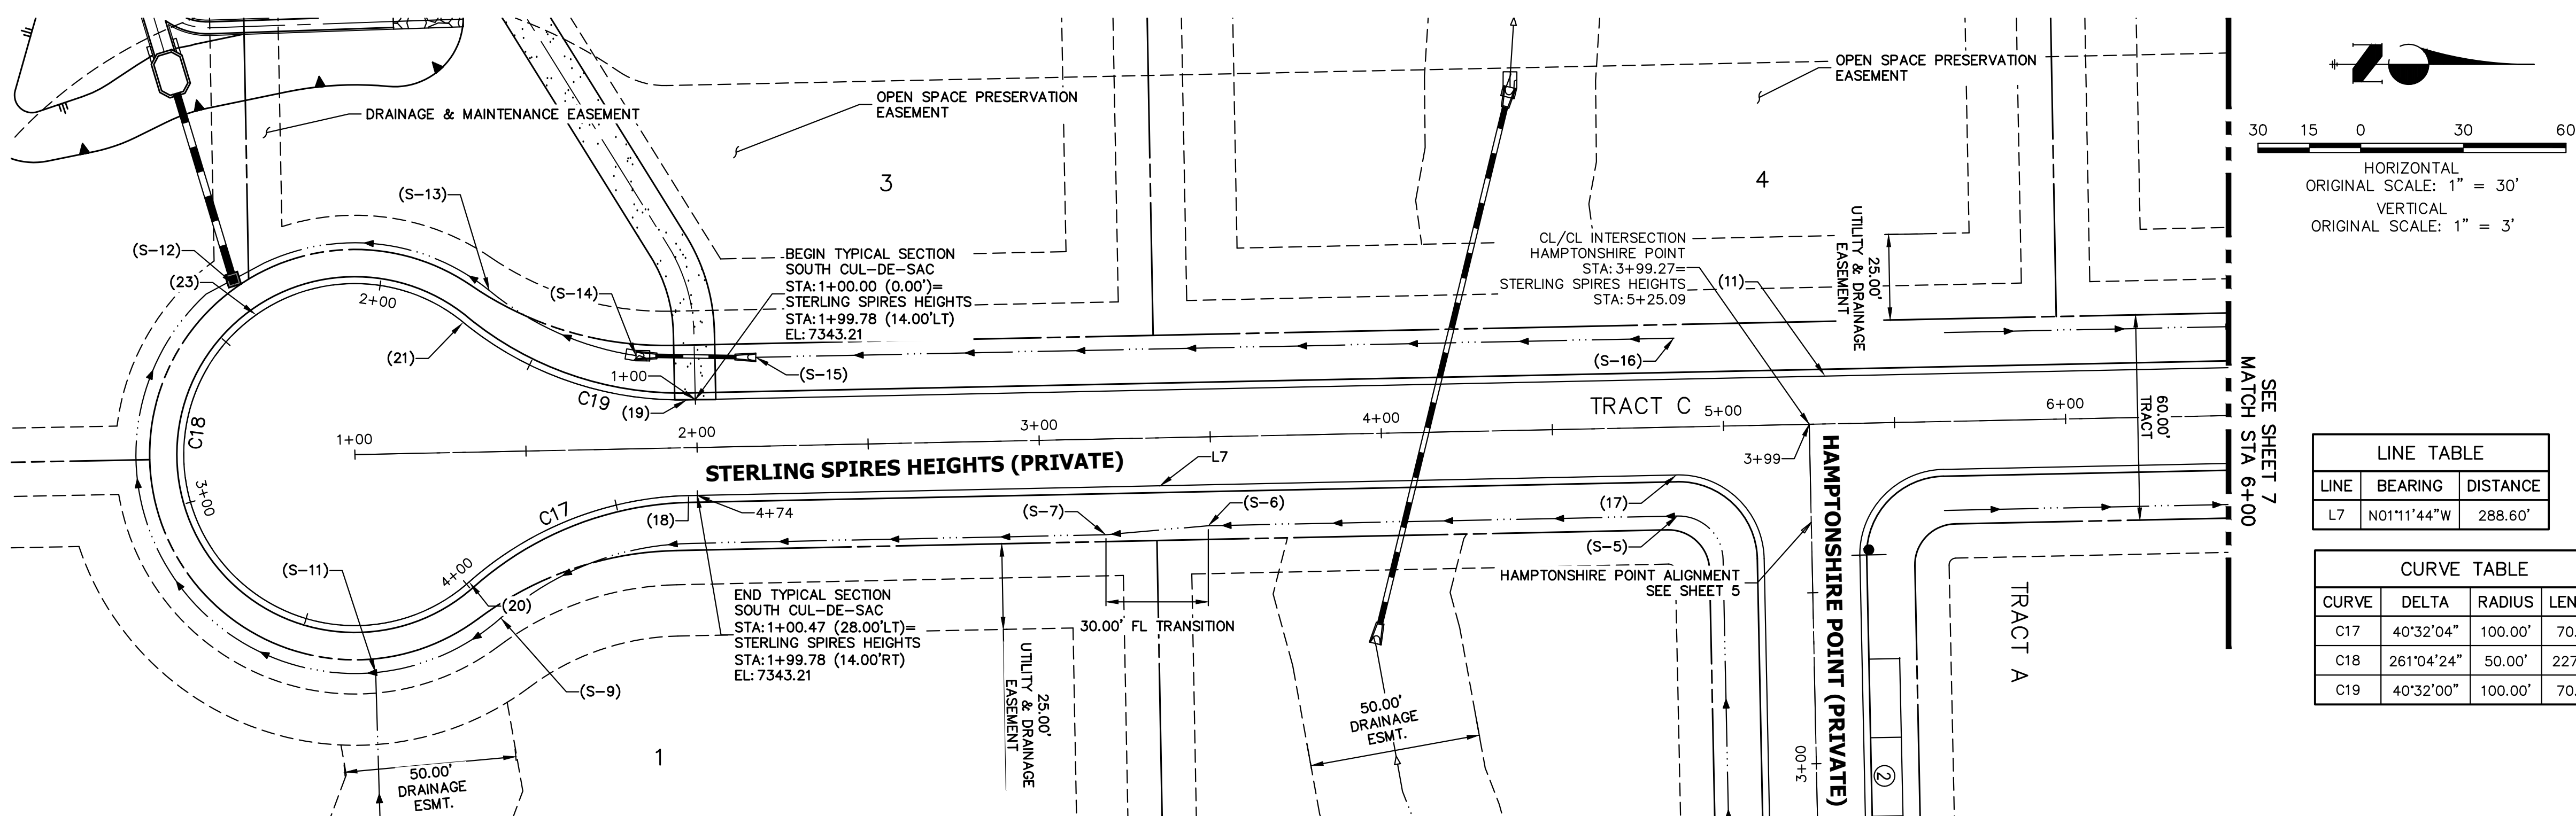 DRAINAGE & MAINTENANCE EASEMENT
OPEN SPACE PRESERVATION
EASEMENT
OPEN SPACE PRESERVATION
EASEMENT
3
4
(S-13)
(S-12)
(23)
(S-14)
BEGIN TYPICAL SECTION
SOUTH CUL-DE-SAC
STA:1+00.00 (0.00')=
STERLING SPIRES HEIGHTS
STA:1+99.78 (14.00'LT)
EL:7343.21
CL/CL INTERSECTION
HAMPTONSHIRE POINT
STA:3+99.27=
STERLING SPIRES HEIGHTS
STA:5+25.09
(11)
UTILITY & DRAINAGE
EASEMENT
25.00'
2+00
(21)
1+00
C19
(19)
(S-15)
(S-16)
TRACT C
60.00'
TRACT
C18
1+00
2+00
3+00
4+00
5+00
6+00
3+99
STERLING SPIRES HEIGHTS (PRIVATE)
L7
3+00
C17
(18)
4+74
(S-7)
(S-6)
(17)
(S-5)
4+00
(20)
(S-11)
(S-9)
END TYPICAL SECTION
SOUTH CUL-DE-SAC
STA:1+00.47 (28.00'LT)=
STERLING SPIRES HEIGHTS
STA:1+99.78 (14.00'RT)
EL:7343.21
30.00' FL TRANSITION
HAMPTONSHIRE POINT ALIGNMENT
SEE SHEET 5
HAMPTONSHIRE POINT (PRIVATE)
3+00
2
TRACT A
25.00'
UTILITY & DRAINAGE
EASEMENT
50.00'
DRAINAGE
ESMT.
50.00'
DRAINAGE
ESMT.
1
SEE SHEET 7
MATCH STA 6+00
N
30 15 0 30 60
HORIZONTAL
ORIGINAL SCALE: 1" = 30'
VERTICAL
ORIGINAL SCALE: 1" = 3'
LINE TABLE
LINE BEARING DISTANCE
L7 N01°11'44"W 288.60'
CURVE TABLE
CURVE DELTA RADIUS
C17 40°32'04" 100.00' 70.
C18 261°04'24" 50.00' 227
C19 40°32'00" 100.00' 70.